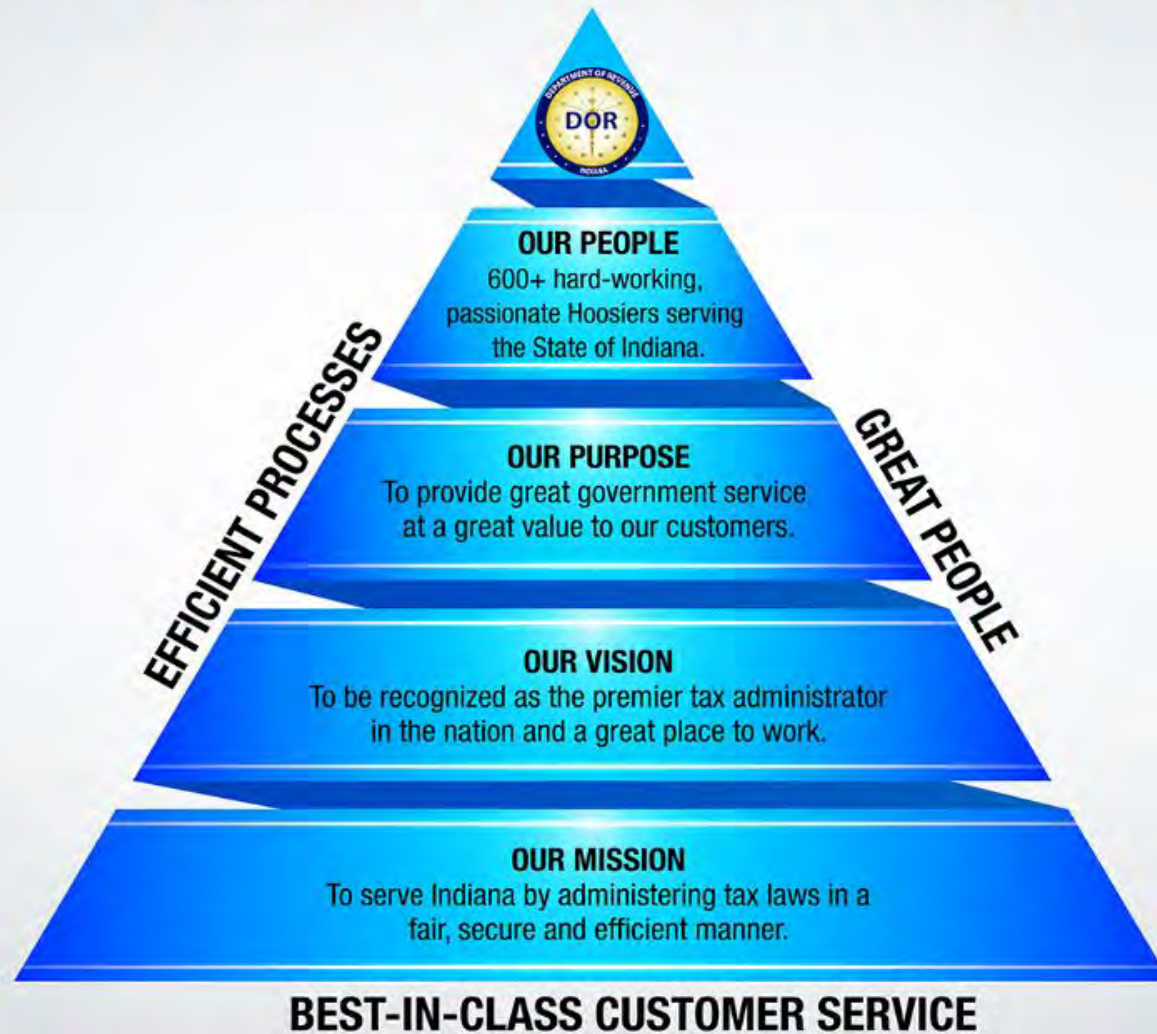 DEPARTMENT OF REVENUE
DOR
INDIANA
OUR PEOPLE
600+ hard-working,
passionate Hoosiers serving
the State of Indiana.
EFFICIENT PROCESSES
GREAT PEOPLE
OUR PURPOSE
To provide great government service
at a great value to our customers.
OUR VISION
To be recognized as the premier tax administrator
in the nation and a great place to work.
OUR MISSION
To serve Indiana by administering tax laws in a
fair, secure and efficient manner.
BEST-IN-CLASS CUSTOMER SERVICE